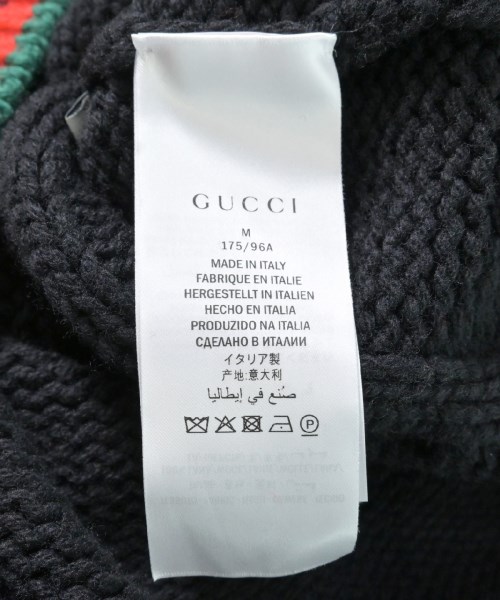 GUCCI
M
175/96A
MADE IN ITALY
FABRIQUE EN ITALIE
HERGESTELLT IN ITALIEN
HECHO EN ITALIA
PRODUZIDO NA ITALIA
СДЕЛАНО В ИТАЛИИ
イタリア製
产地:意大利
صُنع في إيطاليا
P